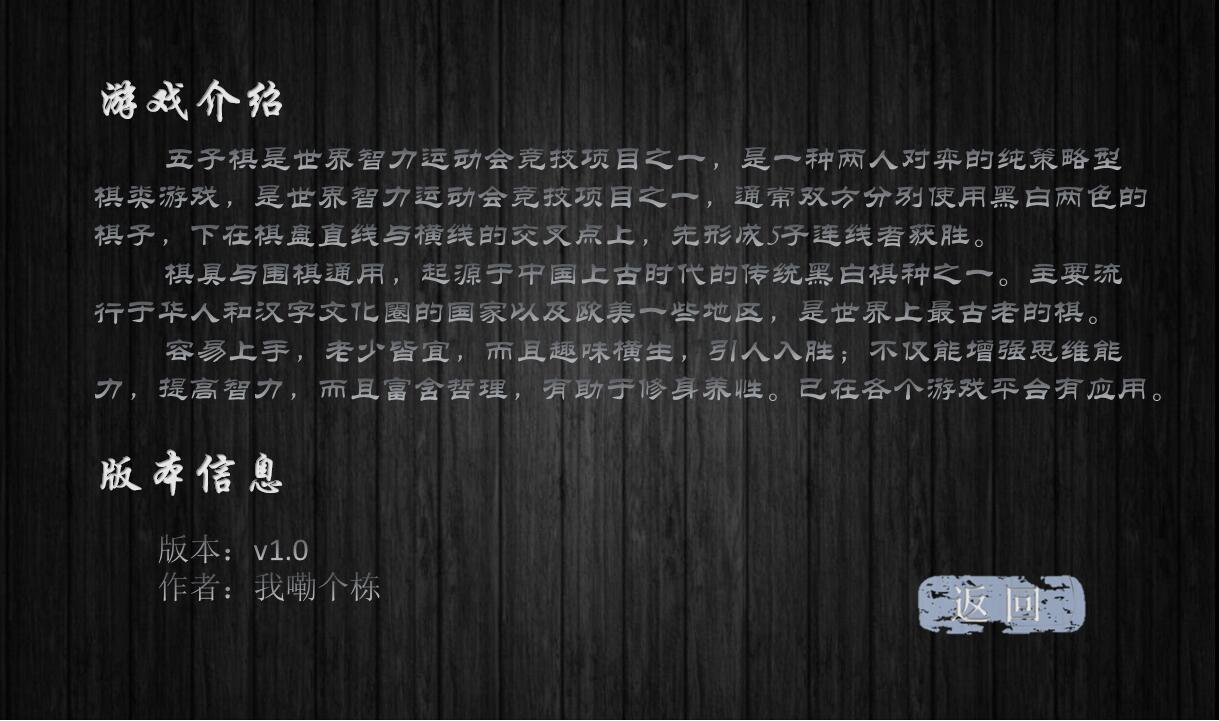 游戏介绍
五子棋是世界智力运动会竞技项目之一，是一种两人对弈的纯策略型
棋类游戏，是世界智力运动会竞技项目之一，通常双方分别使用黑白两色的
棋子，下在棋盘直线与横线的交叉点上，先形成5子连线者获胜。
棋具与围棋通用，起源于中国上古时代的传统黑白棋种之一。主要流
行于华人和汉字文化圈的国家以及欧美一些地区，是世界上最古老的棋。
容易上手，老少皆宜，而且趣味横生，引人入胜；不仅能增强思维能
力，提高智力，而且富含哲理，有助于修身养性。已在各个游戏平台有应用。
版本信息
版本：v1.0
作者：我嘞个栋
返回